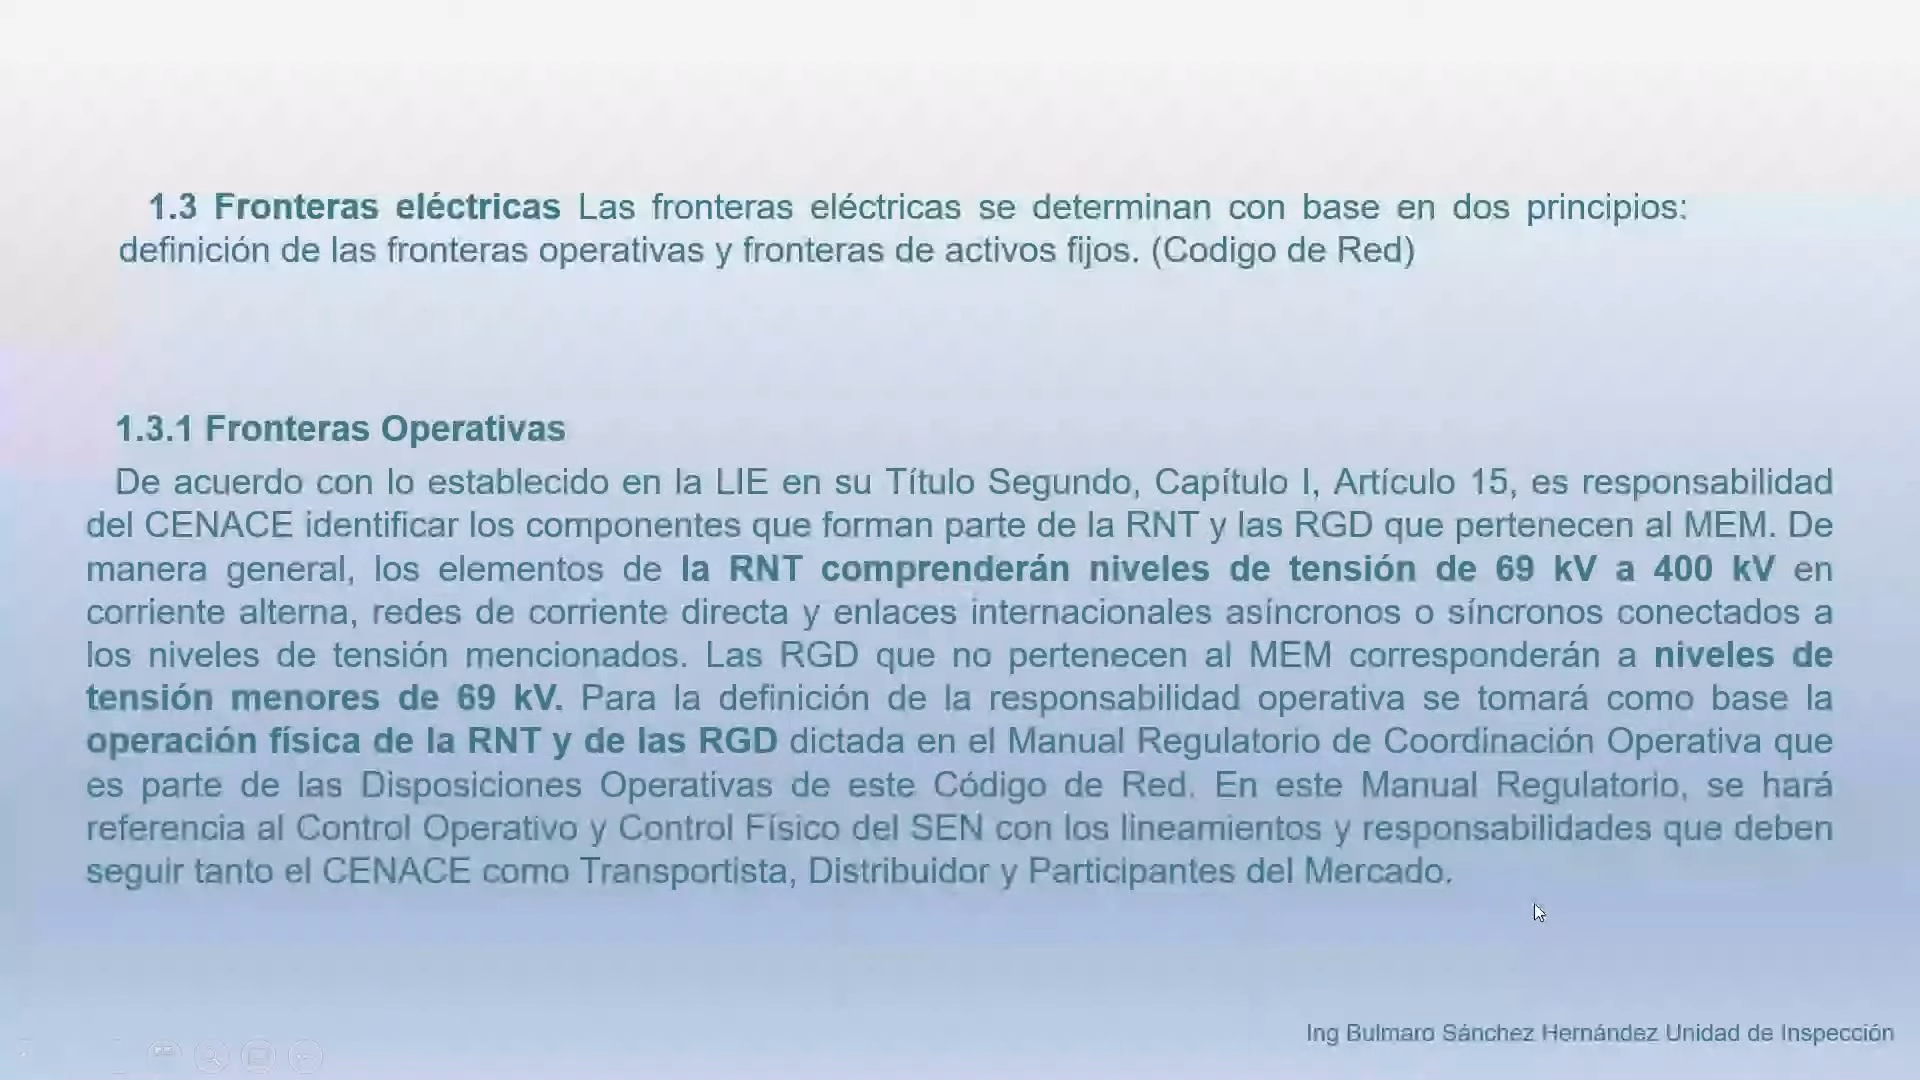 1.3 Fronteras eléctricas Las fronteras eléctricas se determinan con base en dos principios:
definición de las fronteras operativas y fronteras de activos fijos. (Codigo de Red)
1.3.1 Fronteras Operativas
De acuerdo con lo establecido en la LIE en su Título Segundo, Capítulo I, Artículo 15, es responsabilidad
del CENACE identificar los componentes que forman parte de la RNT y las RGD que pertenecen al MEM. De
manera general, los elementos de la RNT comprenderán niveles de tensión de 69 kV a 400 kV en
corriente alterna, redes de corriente directa y enlaces internacionales asíncronos o síncronos conectados a
los niveles de tensión mencionados. Las RGD que no pertenecen al MEM corresponderán a niveles de
tensión menores de 69 kV. Para la definición de la responsabilidad operativa se tomará como base la
operación física de la RNT y de las RGD dictada en el Manual Regulatorio de Coordinación Operativa que
es parte de las Disposiciones Operativas de este Código de Red. En este Manual Regulatorio, se hará
referencia al Control Operativo y Control Físico del SEN con los lineamientos y responsabilidades que deben
seguir tanto el CENACE como Transportista, Distribuidor y Participantes del Mercado.
Ing Bulmaro Sánchez Hernández Unidad de Inspección